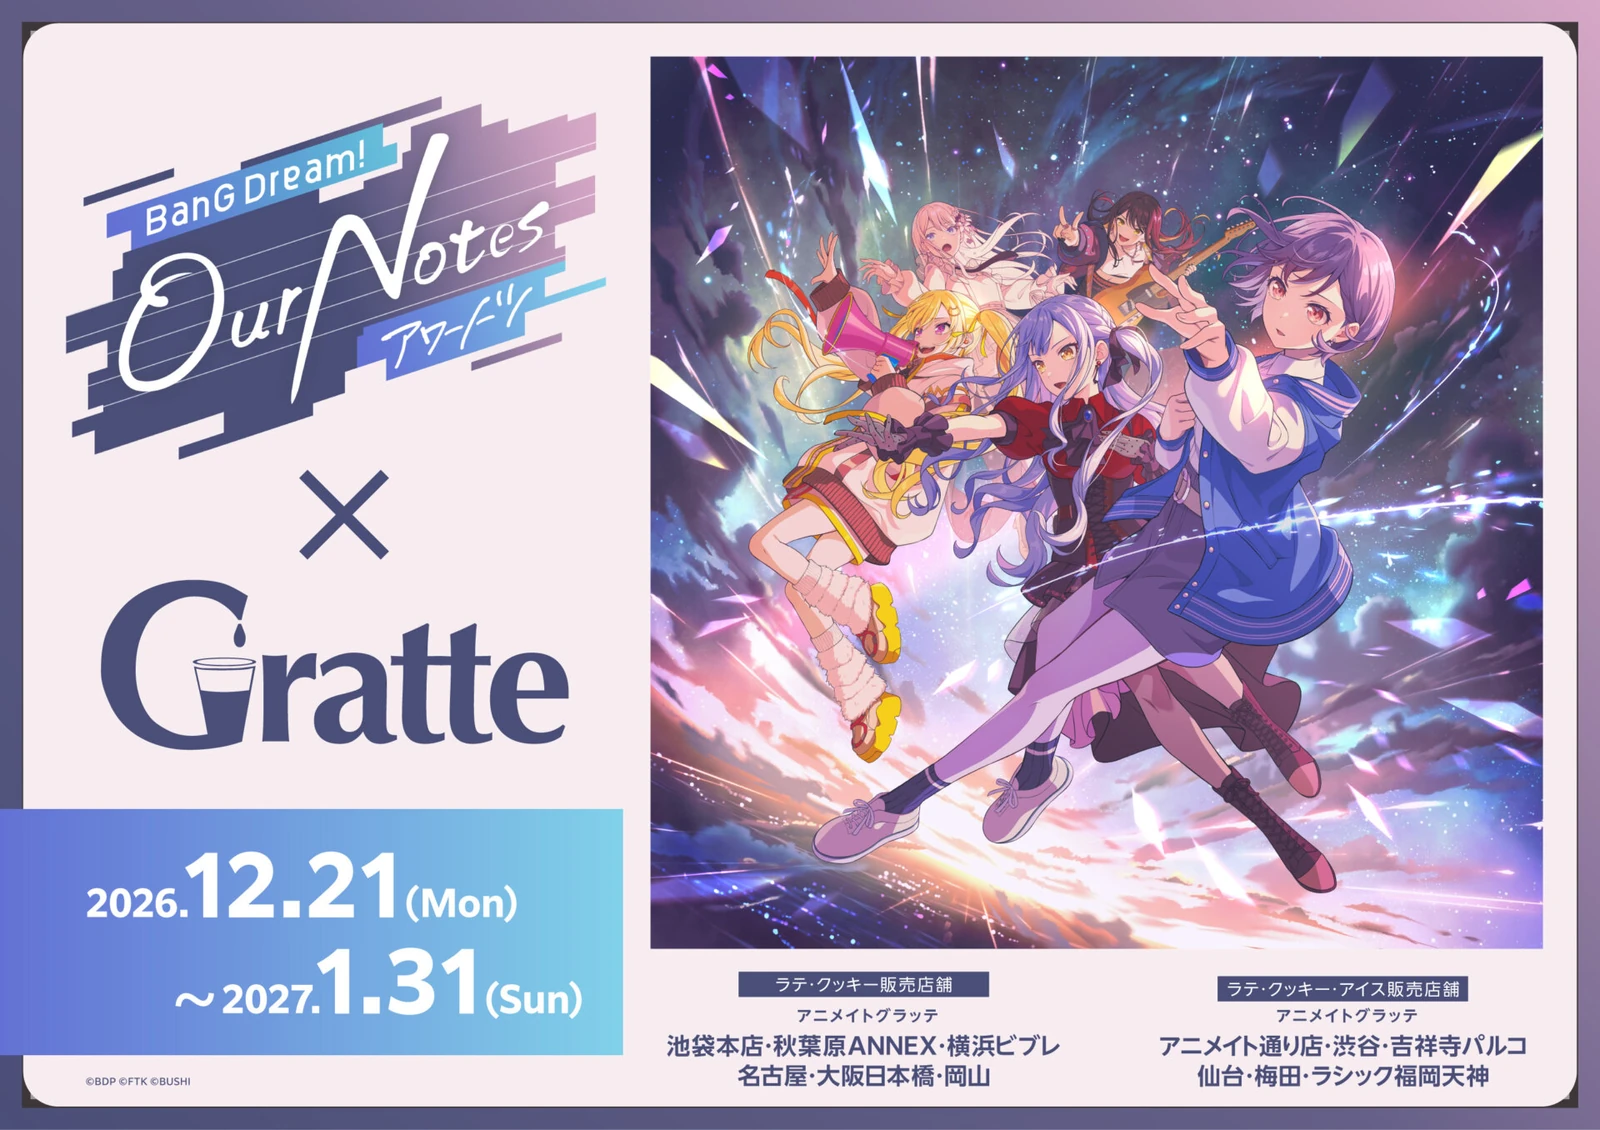 BanG Dream!
Our Notes
アワーノーツ
×
Gratte
2026.12.21(Mon)
～2027.1.31(Sun)
©BDP ©FTK ©BUSHI
ラテ・クッキー販売店舗
アニメイトグラッテ
池袋本店・秋葉原ANNEX・横浜ビブレ
名古屋・大阪日本橋・岡山
ラテ・クッキー・アイス販売店舗
アニメイトグラッテ
アニメイト通り店・渋谷・吉祥寺パルコ
仙台・梅田・ラシック福岡天神